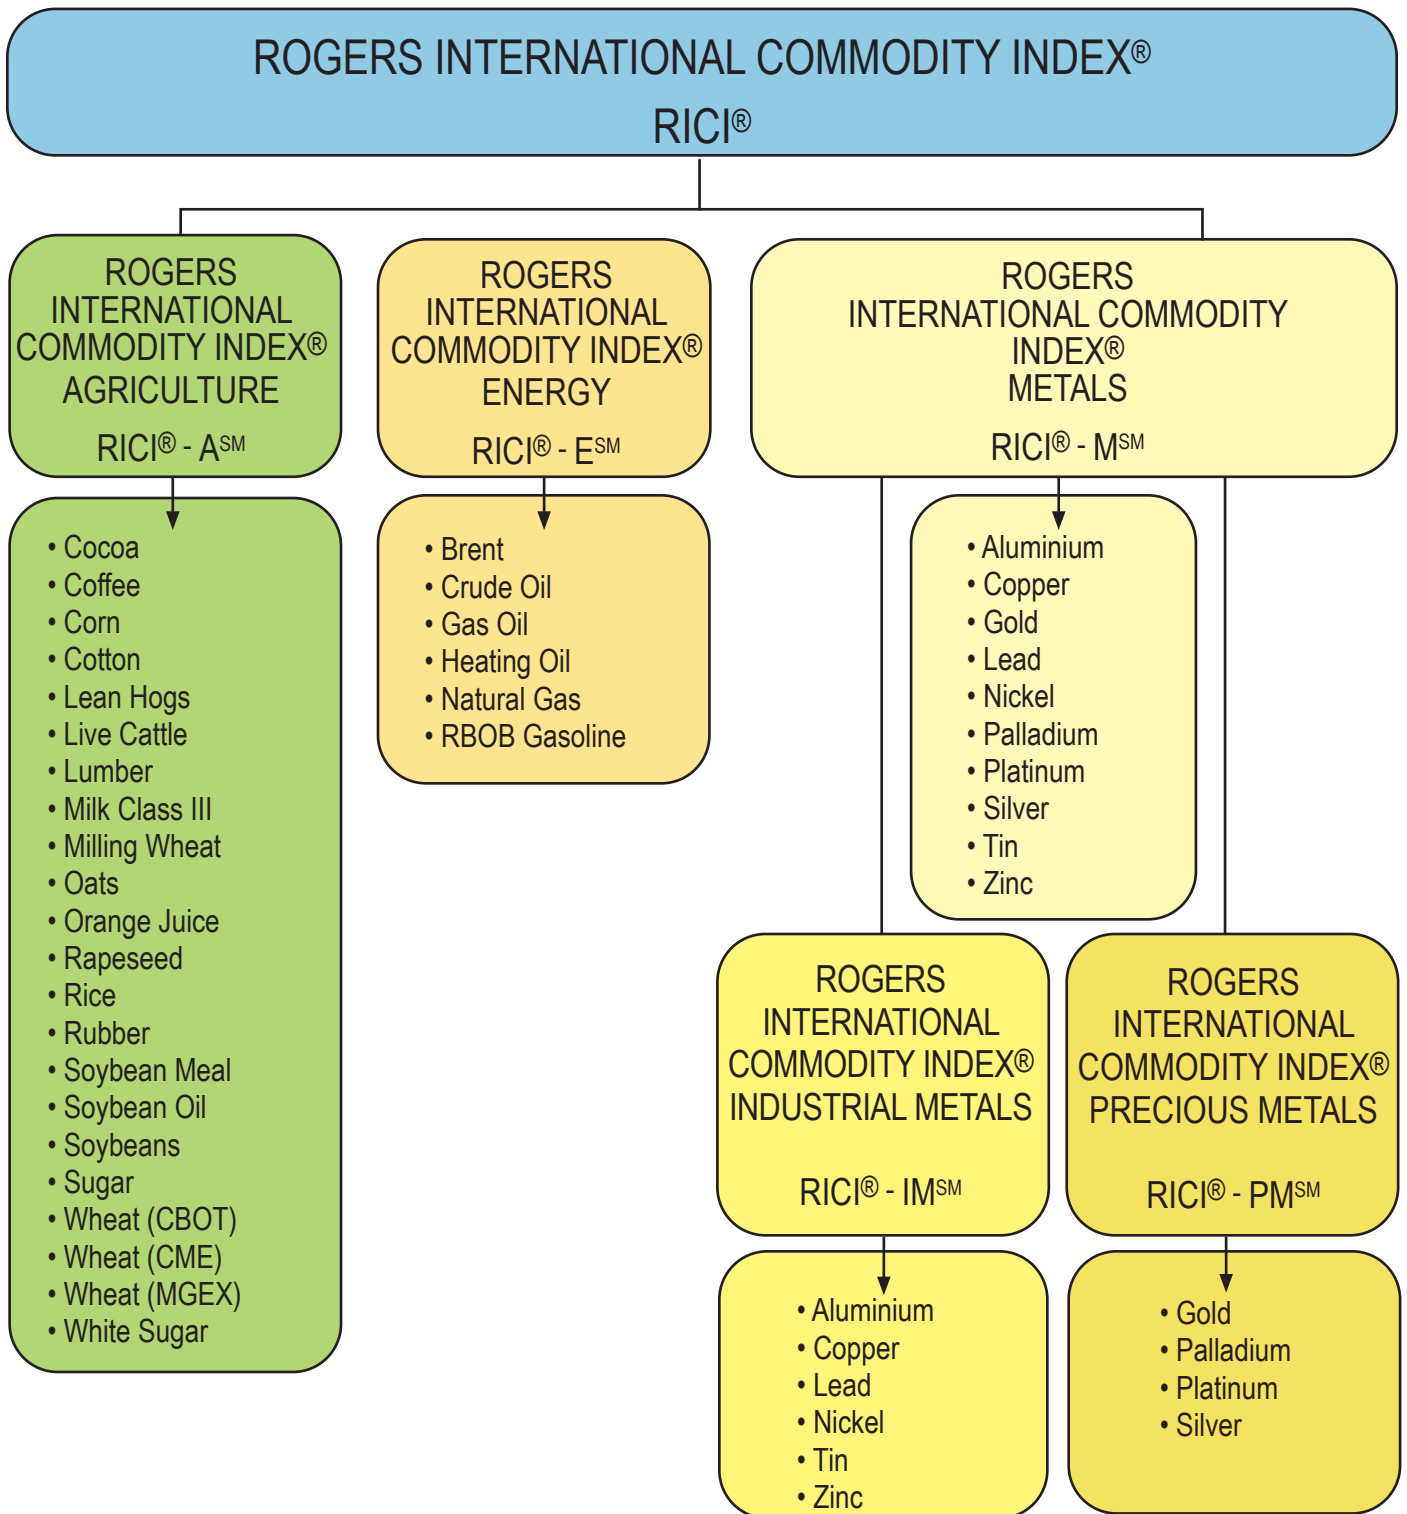 ROGERS INTERNATIONAL COMMODITY INDEX®
RICI®
ROGERS
INTERNATIONAL
COMMODITY INDEX®
AGRICULTURE
RICI® - A℠
• Cocoa
• Coffee
• Corn
• Cotton
• Lean Hogs
• Live Cattle
• Lumber
• Milk Class III
• Milling Wheat
• Oats
• Orange Juice
• Rapeseed
• Rice
• Rubber
• Soybean Meal
• Soybean Oil
• Soybeans
• Sugar
• Wheat (CBOT)
• Wheat (CME)
• Wheat (MGEX)
• White Sugar
ROGERS
INTERNATIONAL
COMMODITY INDEX®
ENERGY
RICI® - E℠
• Brent
• Crude Oil
• Gas Oil
• Heating Oil
• Natural Gas
• RBOB Gasoline
ROGERS
INTERNATIONAL COMMODITY
INDEX®
METALS
RICI® - M℠
• Aluminium
• Copper
• Gold
• Lead
• Nickel
• Palladium
• Platinum
• Silver
• Tin
• Zinc
ROGERS
INTERNATIONAL
COMMODITY INDEX®
INDUSTRIAL METALS
RICI® - IM℠
• Aluminium
• Copper
• Lead
• Nickel
• Tin
• Zinc
ROGERS
INTERNATIONAL
COMMODITY INDEX®
PRECIOUS METALS
RICI® - PM℠
• Gold
• Palladium
• Platinum
• Silver